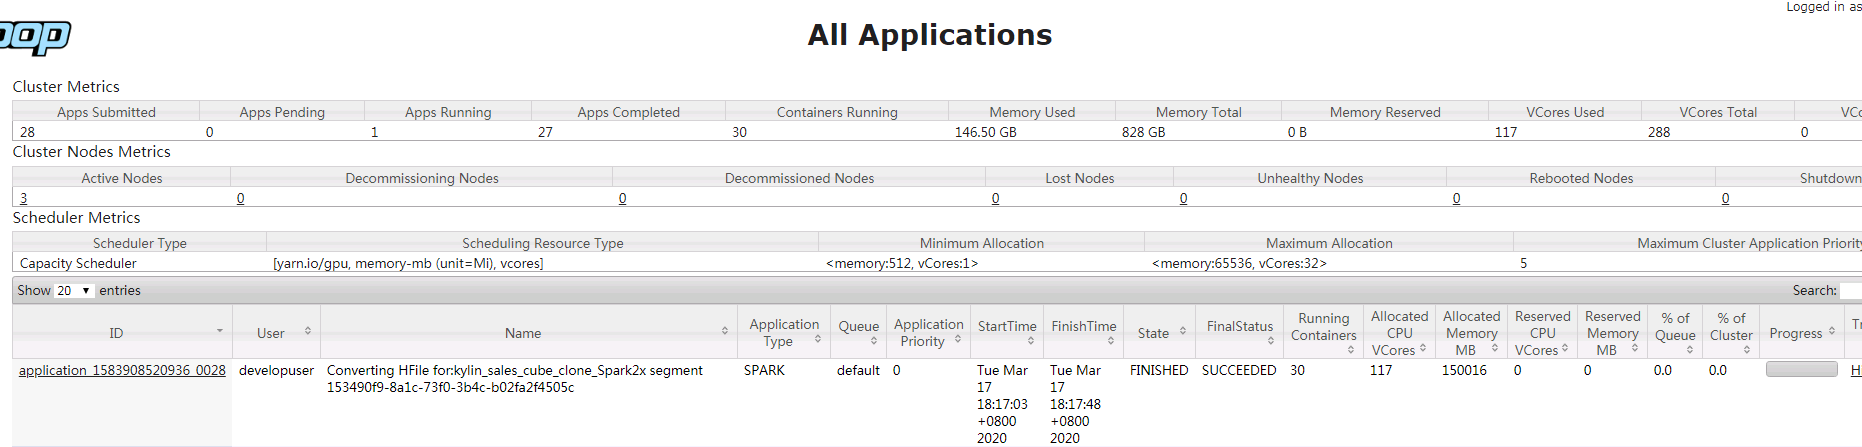 Logged in as
All Applications
Cluster Metrics
Apps Submitted Apps Pending Apps Running Apps Completed Containers Running Memory Used Memory Total Memory Reserved VCores Used VCores Total
28 0 1 27 30 146.50 GB 828 GB 0 B 117 288 0
Cluster Nodes Metrics
Active Nodes Decommissioning Nodes Decommissioned Nodes Lost Nodes Unhealthy Nodes Rebooted Nodes Shutdown
3 0 0 0 0 0 0
Scheduler Metrics
Scheduler Type Scheduling Resource Type Minimum Allocation Maximum Allocation Maximum Cluster Application Priority
Capacity Scheduler [yarn.io/gpu, memory-mb (unit=Mi), vcores] <memory:512, vCores:1> <memory:65536, vCores:32> 5
Show 20 entries Search:
ID User Name Application Type Queue Application Priority StartTime FinishTime State FinalStatus Running Containers Allocated CPU VCores Allocated Memory MB Reserved CPU VCores Reserved Memory MB % of Queue % of Cluster Progress
application_1583908520936_0028 developuser Converting HFile for:kylin_sales_cube_clone_Spark2x segment SPARK default 0 Tue Mar Tue Mar FINISHED SUCCEEDED 30 117 150016 0 0 0.0 0.0
153490f9-8a1c-73f0-3b4c-b02fa2f4505c 17 17
18:17:03 18:17:48
+0800 +0800
2020 2020